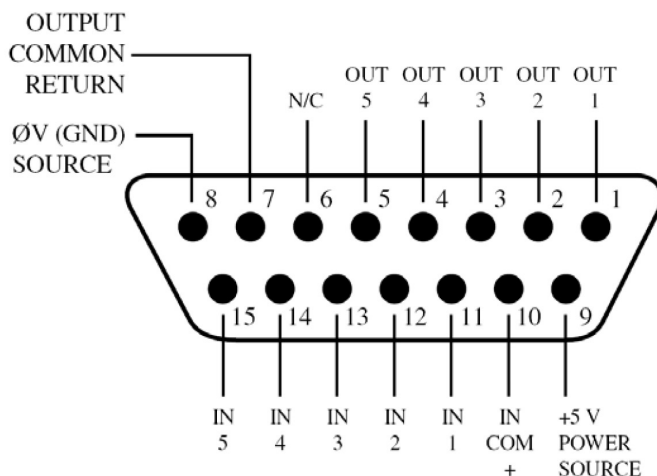 OUTPUT
COMMON
RETURN
ØV (GND)
SOURCE
N/C
OUT
5
OUT
4
OUT
3
OUT
2
OUT
1
8 7 6 5 4 3 2 1
15 14 13 12 11 10 9
IN
5
IN
4
IN
3
IN
2
IN
1
IN
COM
+
+5 V
POWER
SOURCE